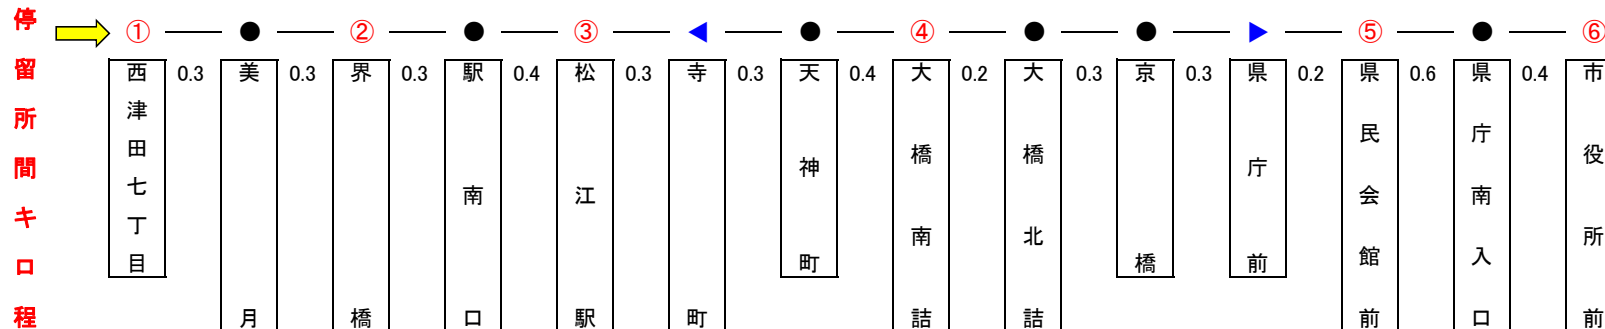 停留所間キロ程
① ② ③ ④ ⑤ ⑥
西津田七丁目
0.3
美月
0.3
界橋
0.3
駅南口
0.4
松江駅
0.3
寺町
0.3
天神町
0.4
大橋南詰
0.2
大橋北詰
0.3
京橋
0.3
県庁前
0.2
県民会館前
0.6
県庁南入口
0.4
市役所前